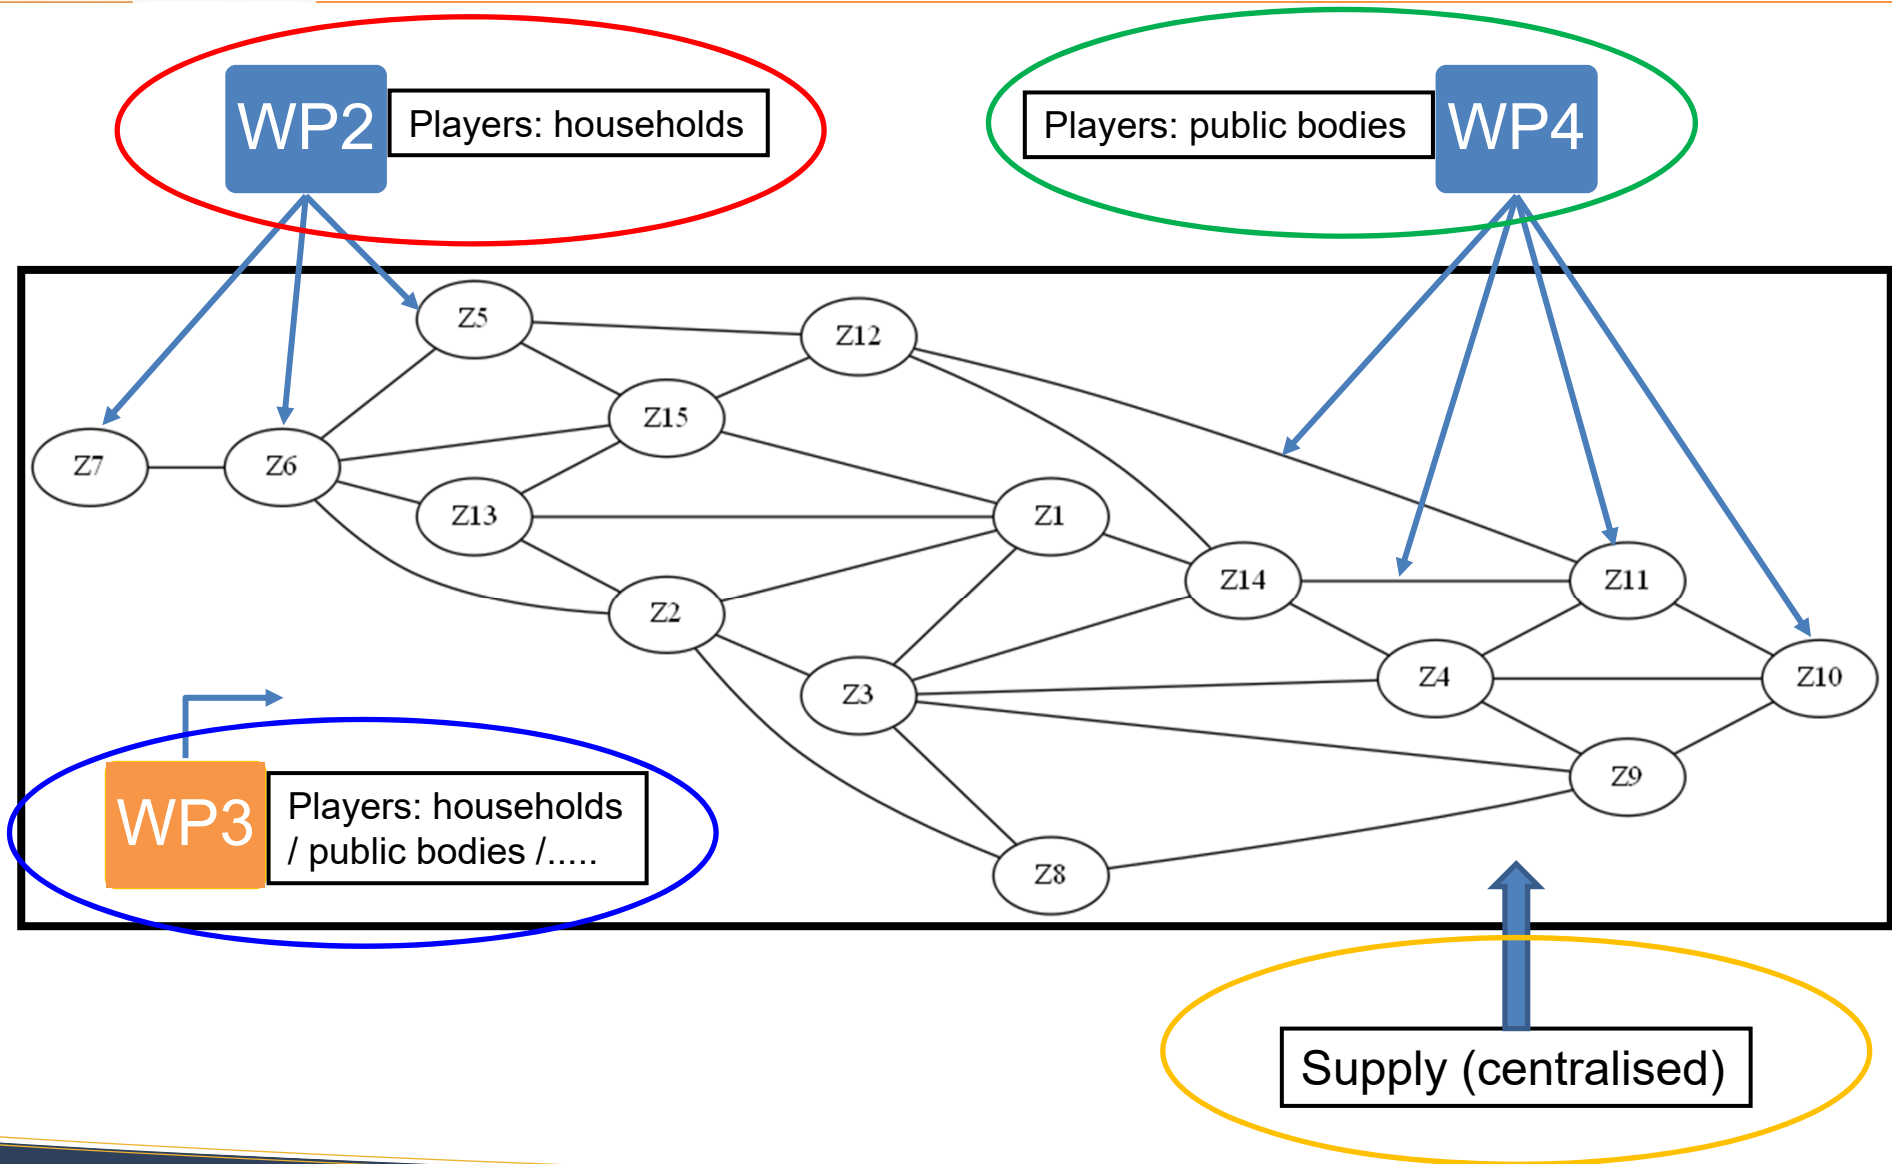 WP2
Players: households
Players: public bodies
WP4
Z5
Z12
Z15
Z7
Z6
Z13
Z1
Z14
Z11
Z2
Z3
Z4
Z10
Z9
Z8
WP3
Players: households
/ public bodies /.....
Supply (centralised)